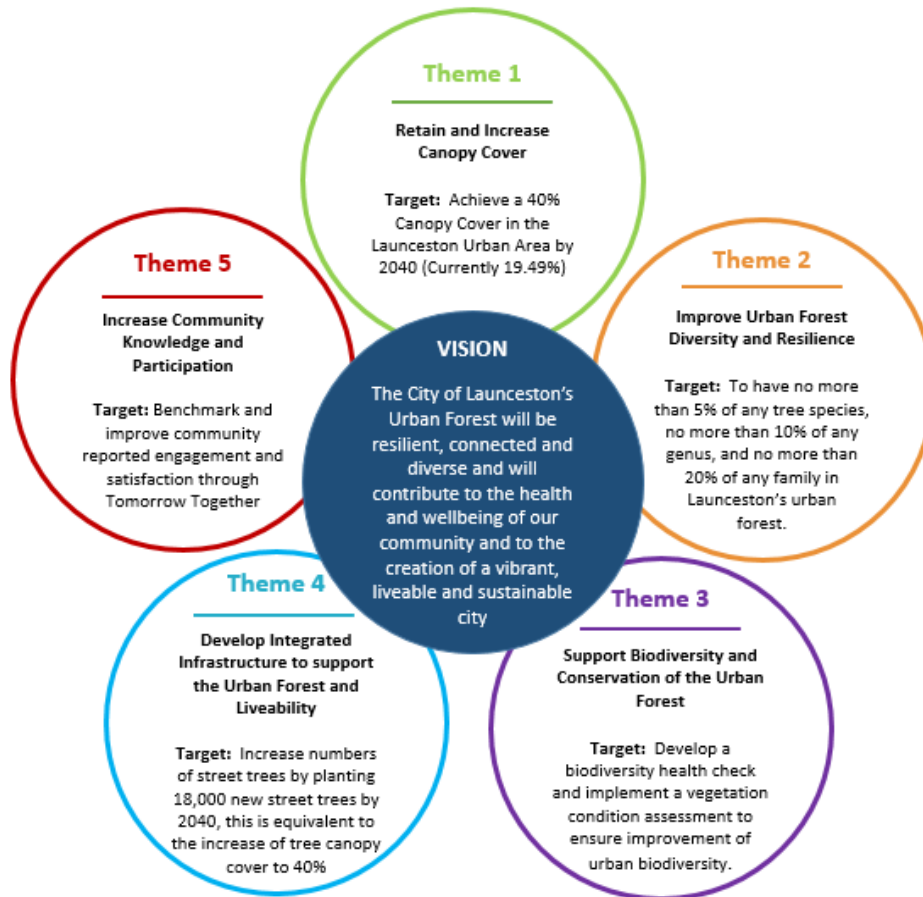 Theme 1
Retain and Increase
Canopy Cover
Target: Achieve a 40%
Canopy Cover in the
Launceston Urban Area by
2040 (Currently 19.49%)
Theme 2
Improve Urban Forest
Diversity and Resilience
Target: To have no more
than 5% of any tree species,
no more than 10% of any
genus, and no more than
20% of any family in
Launceston's urban
forest.
Theme 3
Support Biodiversity and
Conservation of the Urban
Forest
Target: Develop a
biodiversity health check
and implement a vegetation
condition assessment to
ensure improvement of
urban biodiversity.
Theme 4
Develop Integrated
Infrastructure to support
the Urban Forest and
Liveability
Target: Increase numbers
of street trees by planting
18,000 new street trees by
2040, this is equivalent to
the increase of tree canopy
cover to 40%
Theme 5
Increase Community
Knowledge and
Participation
Target: Benchmark and
improve community
reported engagement and
satisfaction through
Tomorrow Together
VISION
The City of Launceston's
Urban Forest will be
resilient, connected and
diverse and will
contribute to the health
and wellbeing of our
community and to the
creation of a vibrant,
liveable and sustainable
city